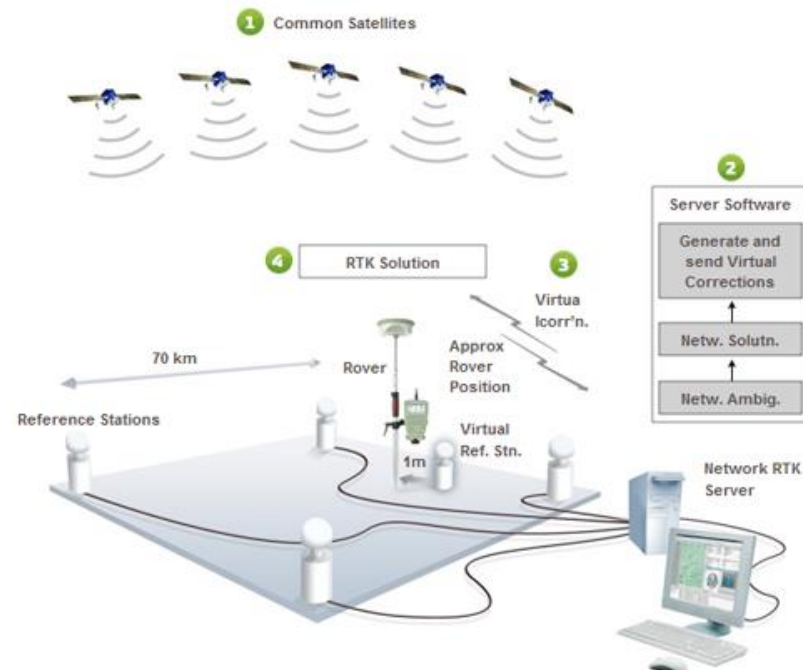 1 Common Satellites
2
Server Software
Generate and
send Virtual
Corrections
Netw. Solutn.
Netw. Ambig.
4 RTK Solution
3
Virtua
lcorr'n.
70 km
Rover
Approx
Rover
Position
Reference Stations
Virtual
Ref. Stn.
1m
Network RTK
Server